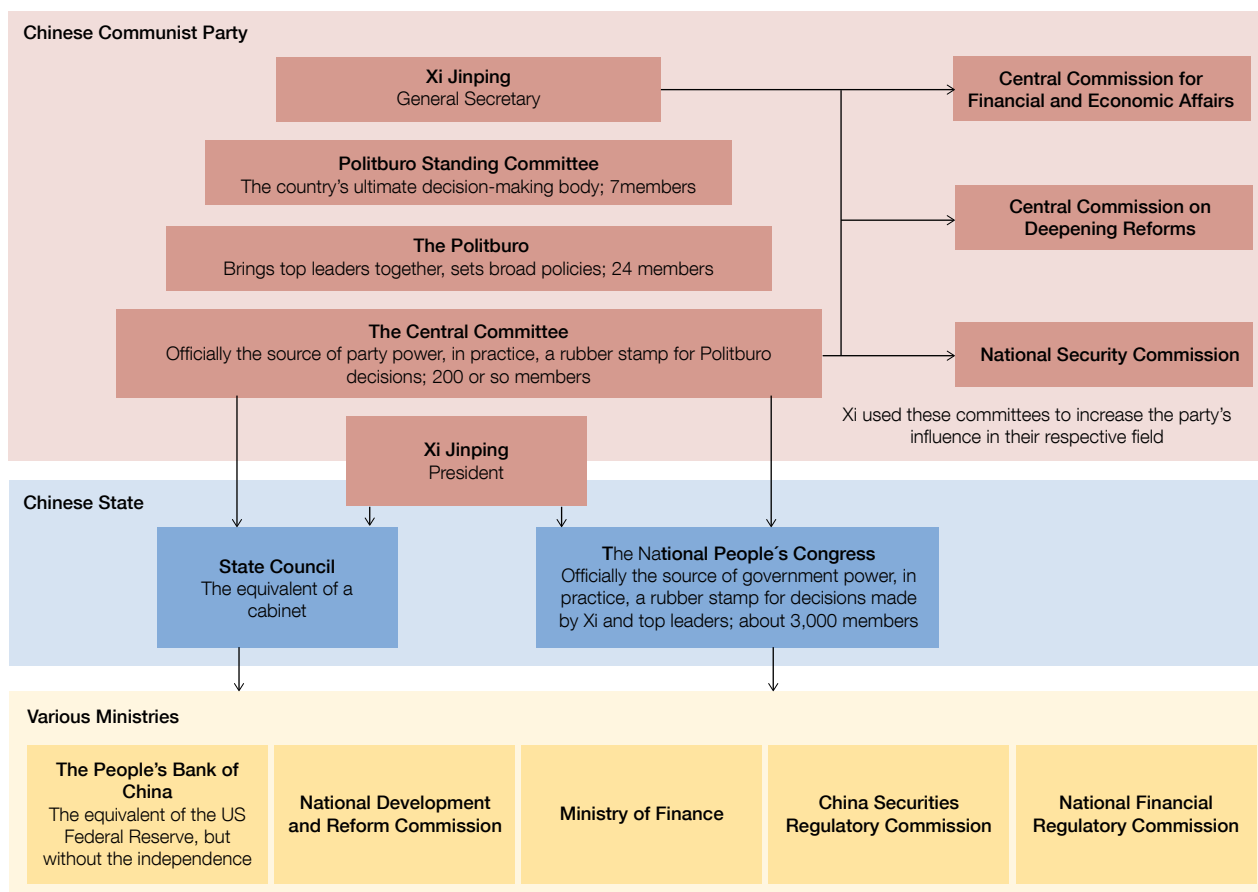 Chinese Communist Party
Xi Jinping
General Secretary
Central Commission for
Financial and Economic Affairs
Politburo Standing Committee
The country's ultimate decision-making body; 7members
Central Commission on
Deepening Reforms
The Politburo
Brings top leaders together, sets broad policies; 24 members
The Central Committee
Officially the source of party power, in practice, a rubber stamp for Politburo
decisions; 200 or so members
National Security Commission
Xi used these committees to increase the party's
influence in their respective field
Xi Jinping
President
Chinese State
State Council
The equivalent of a
cabinet
The National People´s Congress
Officially the source of government power, in
practice, a rubber stamp for decisions made
by Xi and top leaders; about 3,000 members
Various Ministries
The People's Bank of
China
The equivalent of the US
Federal Reserve, but
without the independence
National Development
and Reform Commission
Ministry of Finance
China Securities
Regulatory Commission
National Financial
Regulatory Commission